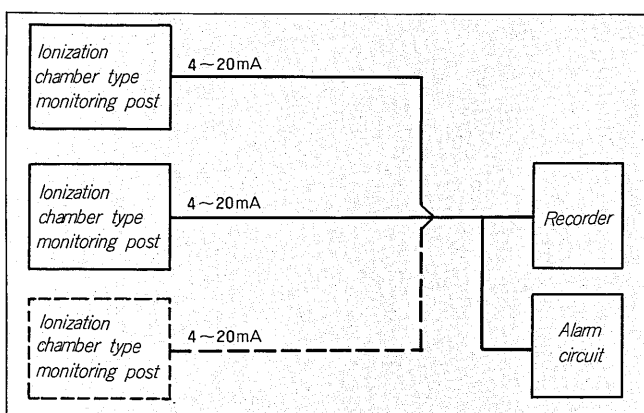 Ionization
chamber type
monitoring post
4~20mA
Ionization
chamber type
monitoring post
4~20mA
Recorder
Ionization
chamber type
monitoring post
4~20mA
Alarm
circuit